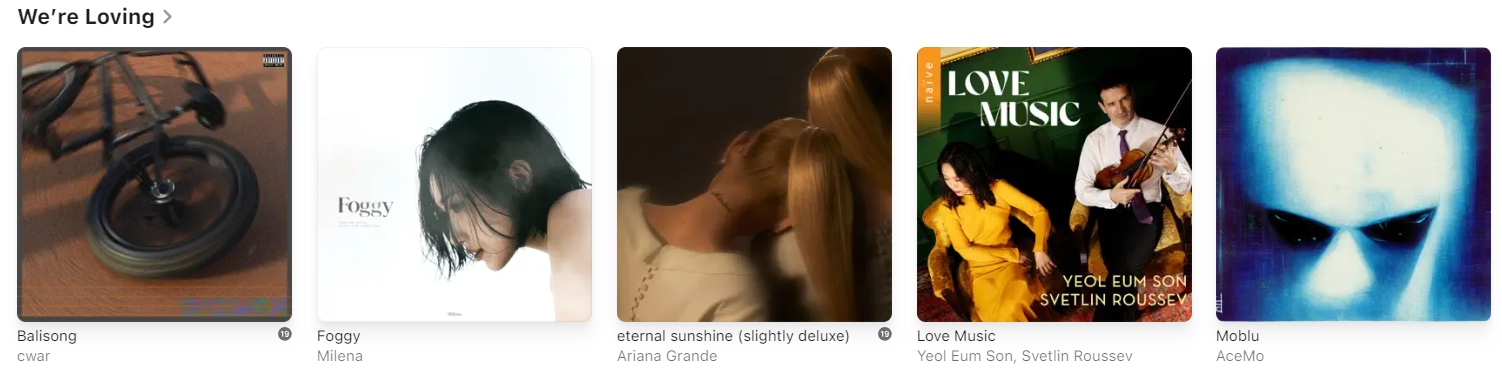 We're Loving
naïve
LOVE
MUSIC
Foggy
YEOL EUM SON
SVETLIN ROUSSEV
Balisong
19
cwar
Foggy
Milena
eternal sunshine (slightly deluxe)
19
Ariana Grande
Love Music
Yeol Eum Son, Svetlin Roussev
Moblu
AceMo